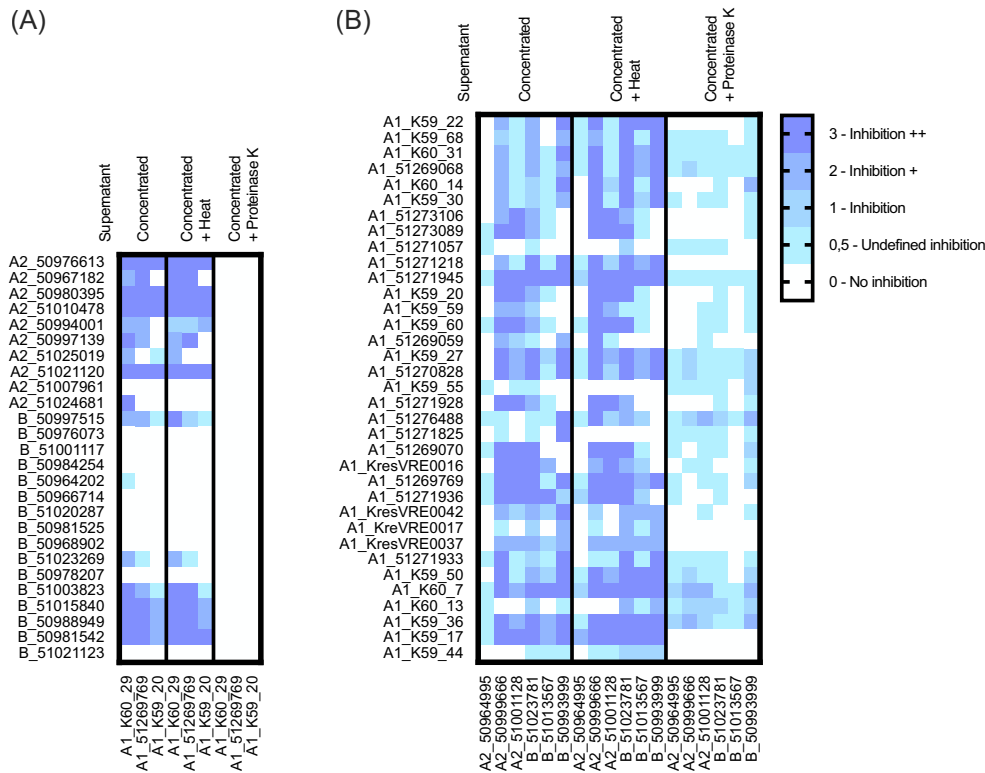 (A)
(B)
Supernatant
Concentrated
Concentrated
+ Heat
Concentrated
+ Proteinase K
A2_50976613
A2_50967182
A2_50980395
A2_51010478
A2_50994001
A2_50997139
A2_51025019
A2_51021120
A2_51007961
A2_51024681
B_50997515
B_50976073
B_51001117
B_50984254
B_50964202
B_50966714
B_51020287
B_50981525
B_50968902
B_51023269
B_50978207
B_51003823
B_51015840
B_50988949
B_50981542
B_51021123
A1_K60_29
A1_51269769
A1_K59_20
A1_K60_29
A1_51269769
A1_K59_20
A1_K60_29
A1_51269769
A1_K59_20
Supernatant
Concentrated
Concentrated
+ Heat
Concentrated
+ Proteinase K
A1_K59_22
A1_K59_68
A1_K60_31
A1_51269068
A1_K60_14
A1_K59_30
A1_51273106
A1_51273089
A1_51271057
A1_51271218
A1_51271945
A1_K59_20
A1_K59_59
A1_K59_60
A1_51269059
A1_K59_27
A1_51270828
A1_K59_55
A1_51271928
A1_51276488
A1_51271825
A1_51269070
A1_KresVRE0016
A1_51269769
A1_51271936
A1_KresVRE0042
A1_KreVRE0017
A1_KresVRE0037
A1_51271933
A1_K59_50
A1_K60_7
A1_K60_13
A1_K59_36
A1_K59_17
A1_K59_44
A2_50964995
A2_50999666
A2_51001128
B_51023781
B_51013567
B_50993999
A2_50964995
A2_50999666
A2_51001128
B_51023781
B_51013567
B_50993999
A2_50964995
A2_50999666
A2_51001128
B_51023781
B_51013567
B_50993999
3 - Inhibition ++
2 - Inhibition +
1 - Inhibition
0,5 - Undefined inhibition
0 - No inhibition